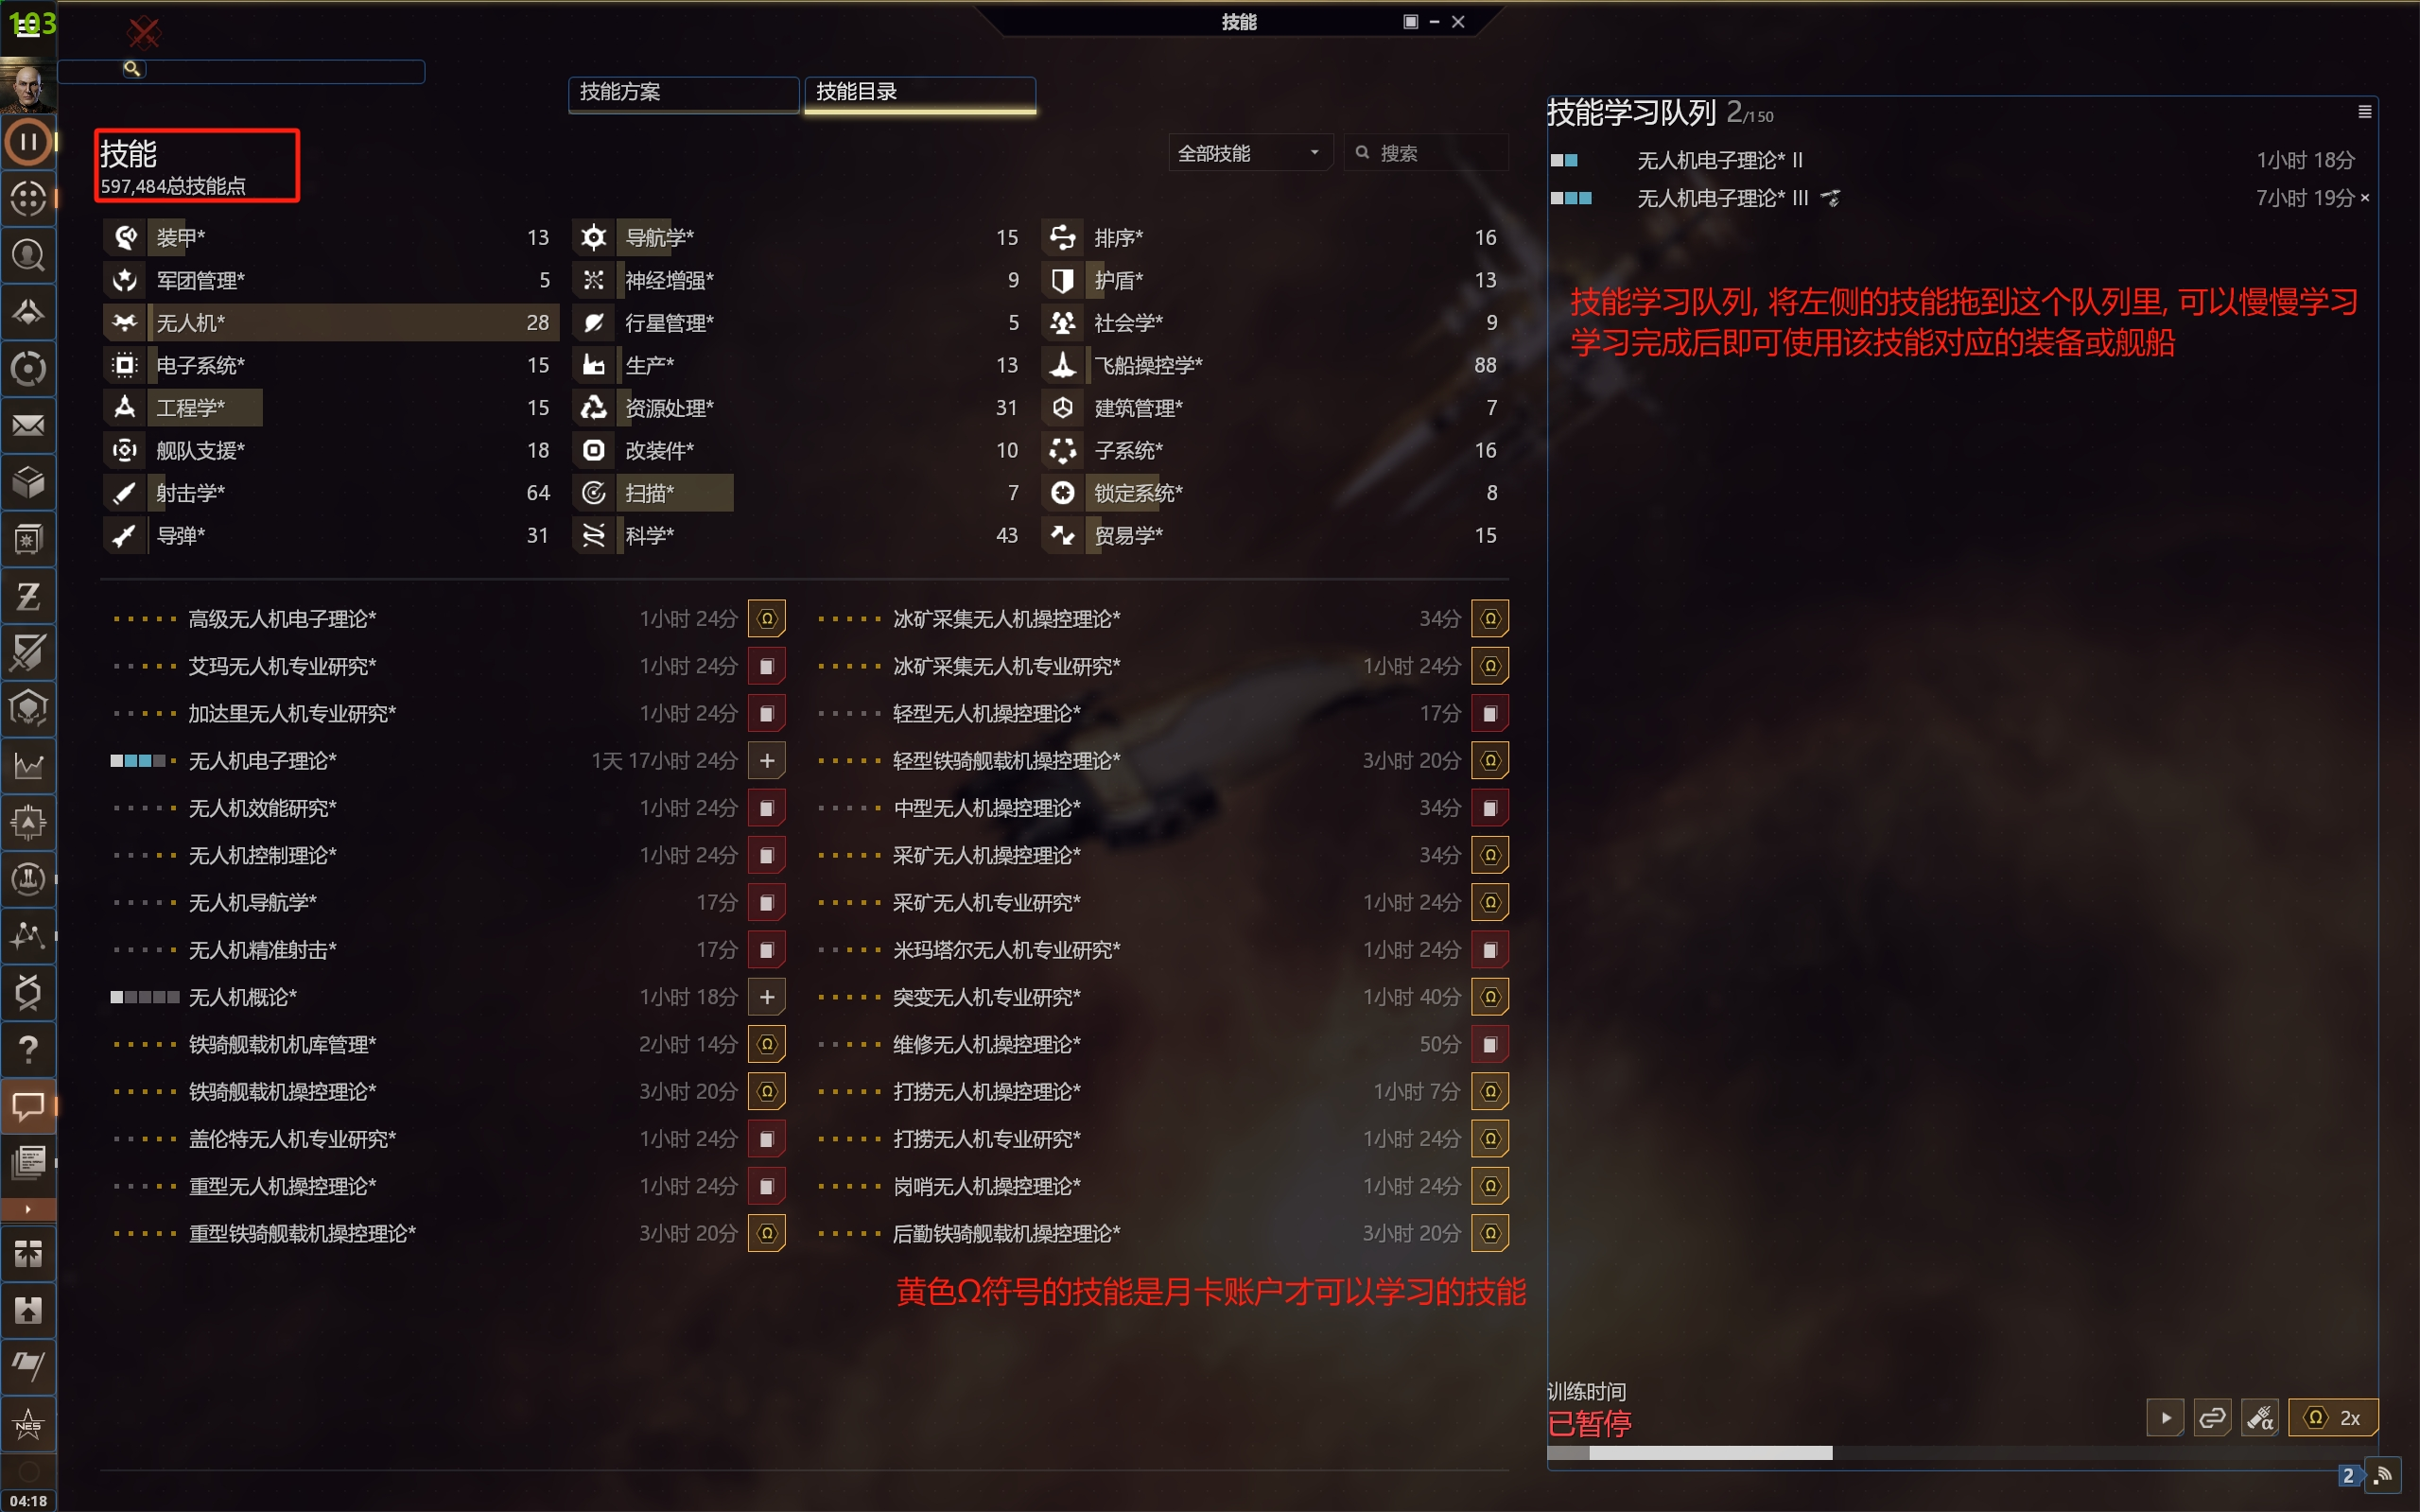 103
技能
技能方案
技能目录
技能
597,484总技能点
全部技能
搜索
装甲* 13
导航学* 15
排序* 16
军团管理* 5
神经增强* 9
护盾* 13
无人机* 28
行星管理* 5
社会学* 9
电子系统* 15
生产* 13
飞船操控学* 88
工程学* 15
资源处理* 31
建筑管理* 7
舰队支援* 18
改装件* 10
子系统* 16
射击学* 64
扫描* 7
锁定系统* 8
导弹* 31
科学* 43
贸易学* 15
高级无人机电子理论* 1小时 24分 Ω
冰矿采集无人机操控理论* 34分 Ω
艾玛无人机专业研究* 1小时 24分
冰矿采集无人机专业研究* 1小时 24分 Ω
加达里无人机专业研究* 1小时 24分
轻型无人机操控理论* 17分
无人机电子理论* 1天 17小时 24分 +
轻型铁骑舰载机操控理论* 3小时 20分 Ω
无人机效能研究* 1小时 24分
中型无人机操控理论* 34分
无人机控制理论* 1小时 24分
采矿无人机操控理论* 34分 Ω
无人机导航学* 17分
采矿无人机专业研究* 1小时 24分 Ω
无人机精准射击* 17分
米玛塔尔无人机专业研究* 1小时 24分
无人机概论* 1小时 18分 +
突变无人机专业研究* 1小时 40分 Ω
铁骑舰载机机库管理* 2小时 14分 Ω
维修无人机操控理论* 50分
铁骑舰载机操控理论* 3小时 20分 Ω
打捞无人机操控理论* 1小时 7分 Ω
盖伦特无人机专业研究* 1小时 24分
打捞无人机专业研究* 1小时 24分 Ω
重型无人机操控理论* 1小时 24分
岗哨无人机操控理论* 1小时 24分 Ω
重型铁骑舰载机操控理论* 3小时 20分 Ω
后勤铁骑舰载机操控理论* 3小时 20分 Ω
黄色Ω符号的技能是月卡账户才可以学习的技能
技能学习队列 2/150
无人机电子理论* II 1小时 18分
无人机电子理论* III 7小时 19分 ×
技能学习队列, 将左侧的技能拖到这个队列里, 可以慢慢学习
学习完成后即可使用该技能对应的装备或舰船
训练时间
已暂停
α
Ω 2x
2
NES
04:18